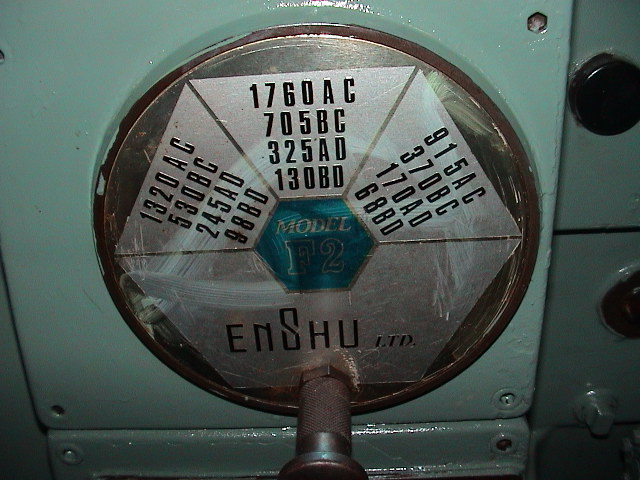 1760AC
705BC
325AD
130BD
1320AC
530BC
245AD
98BD
915AC
370BC
170AD
68BD
MODEL
F2
ENSHU LTD.